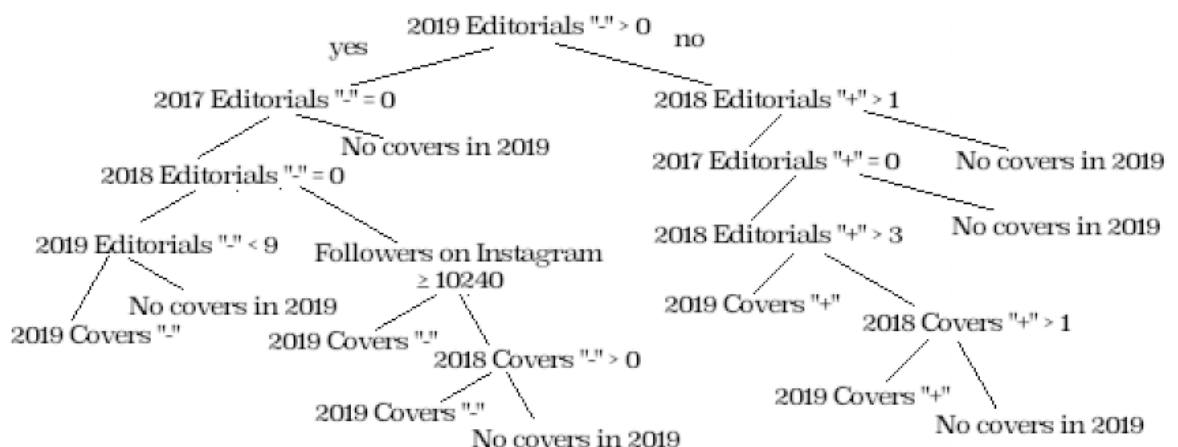 2019 Editorials "-" > 0
yes
no
2017 Editorials "-" = 0
2018 Editorials "+" > 1
No covers in 2019
2017 Editorials "+" = 0
No covers in 2019
2018 Editorials "-" = 0
No covers in 2019
2019 Editorials "-" < 9
Followers on Instagram
≥ 10240
2018 Editorials "+" > 3
No covers in 2019
2019 Covers "+"
2018 Covers "+" > 1
2019 Covers "-"
2019 Covers "-"
2018 Covers "-" > 0
2019 Covers "+"
2019 Covers "-"
No covers in 2019
No covers in 2019